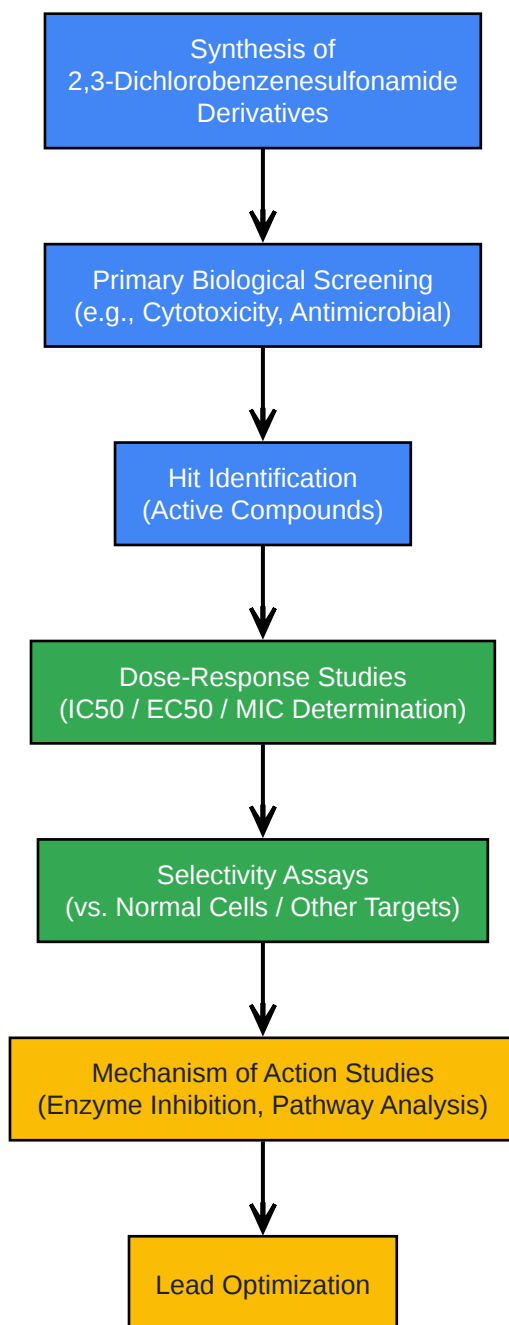 Synthesis of
2,3-Dichlorobenzenesulfonamide
Derivatives
Primary Biological Screening
(e.g., Cytotoxicity, Antimicrobial)
Hit Identification
(Active Compounds)
Dose-Response Studies
(IC50 / EC50 / MIC Determination)
Selectivity Assays
(vs. Normal Cells / Other Targets)
Mechanism of Action Studies
(Enzyme Inhibition, Pathway Analysis)
Lead Optimization